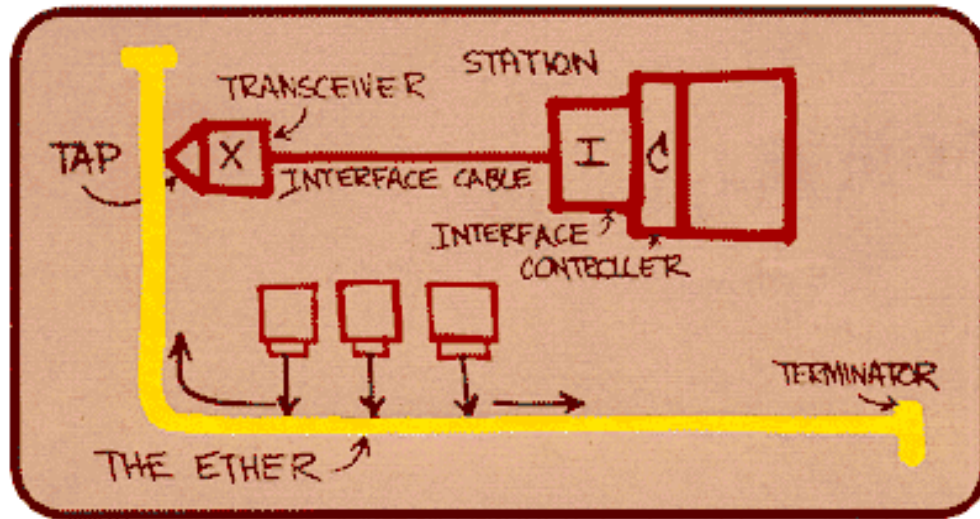 STATION
TRANSCEIVER
TAP
X
I
C
INTERFACE CABLE
INTERFACE
CONTROLLER
TERMINATOR
THE ETHER